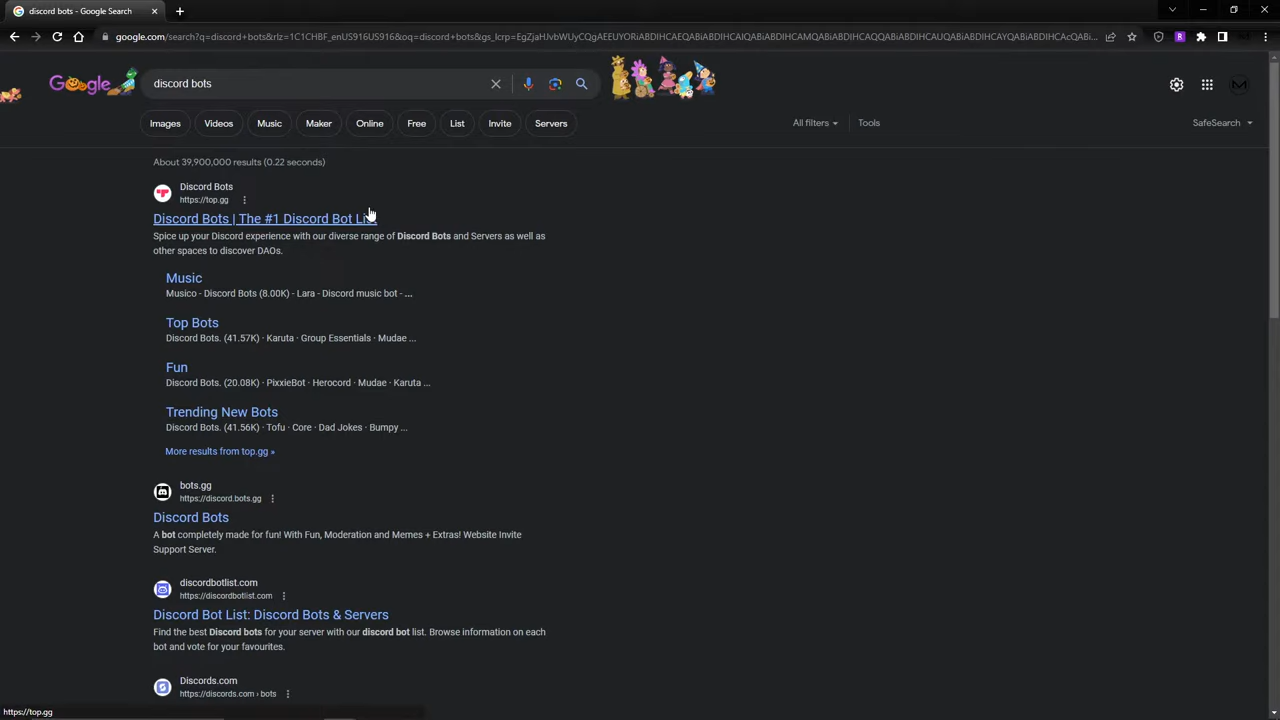 discord bots - Google Search
google.com/search?q=discord+bots&rlz=1C1CHBF_enUS916US916&oq=discord+bots&gs_lcrp=EgZjaHJvbWUyCQgAEEUYORiABDIHCAEQABiABDIHCAIQABiABDIHCAMQABiABDIHCAQQABiABDIHCAUQABiABDIHCAYQABiABDIHCAcQABi...
Google
discord bots
Images
Videos
Music
Maker
Online
Free
List
Invite
Servers
All filters
Tools
SafeSearch
About 39,900,000 results (0.22 seconds)
Discord Bots
https://top.gg
Discord Bots | The #1 Discord Bot List
Spice up your Discord experience with our diverse range of Discord Bots and Servers as well as
other spaces to discover DAOs.
Music
Musico - Discord Bots (8.00K) - Lara - Discord music bot - ...
Top Bots
Discord Bots. (41.57K) · Karuta · Group Essentials · Mudae ...
Fun
Discord Bots. (20.08K) · PixxieBot · Herocord · Mudae · Karuta ...
Trending New Bots
Discord Bots. (41.56K) · Tofu · Core · Dad Jokes · Bumpy ...
More results from top.gg »
bots.gg
https://discord.bots.gg
Discord Bots
A bot completely made for fun! With Fun, Moderation and Memes + Extras! Website Invite
Support Server.
discordbotlist.com
https://discordbotlist.com
Discord Bot List: Discord Bots & Servers
Find the best Discord bots for your server with our discord bot list. Browse information on each
bot and vote for your favourites.
Discords.com
https://discords.com › bots
https://top.gg